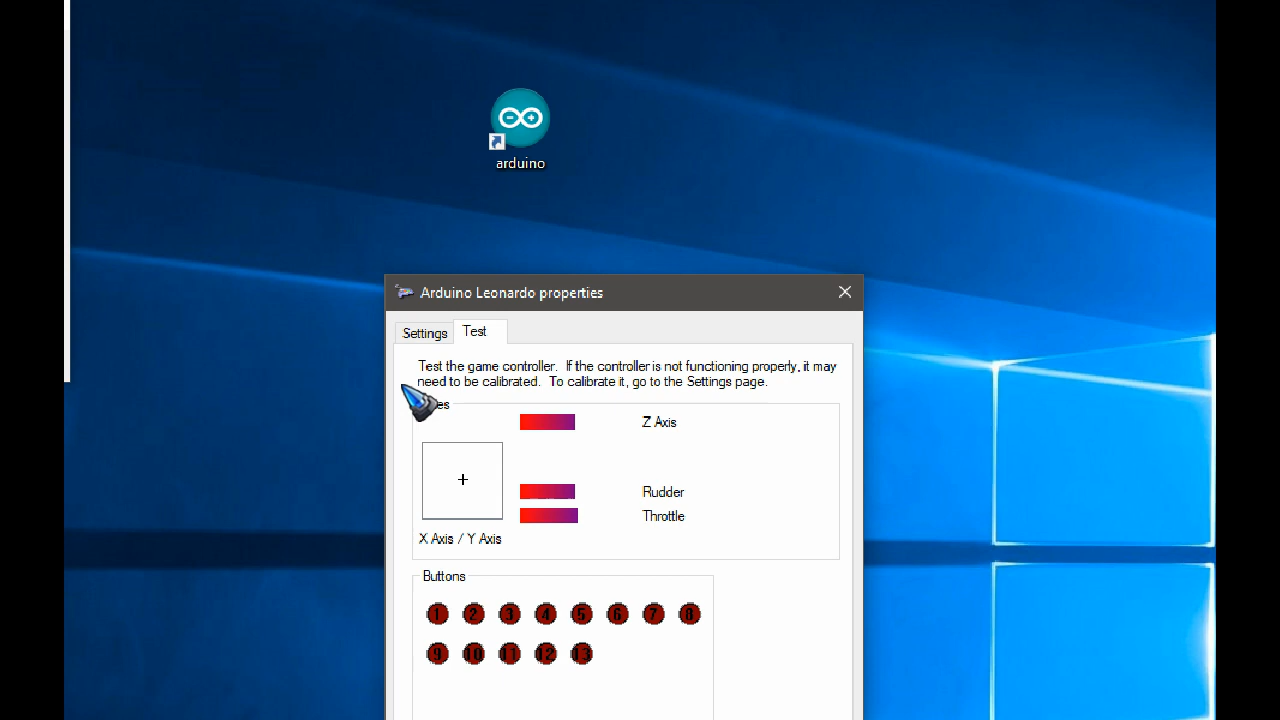 arduino
Arduino Leonardo properties
Settings
Test
Test the game controller. If the controller is not functioning properly, it may
need to be calibrated. To calibrate it, go to the Settings page.
Z Axis
Rudder
Throttle
X Axis / Y Axis
Buttons
1 2 3 4 5 6 7 8
9 10 11 12 13